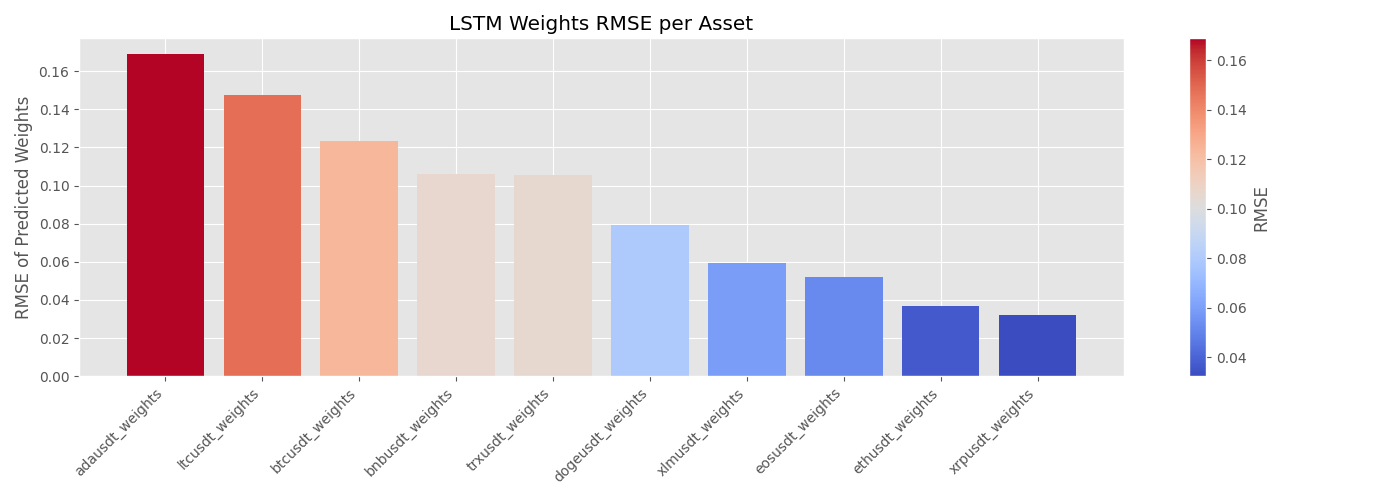 LSTM Weights RMSE per Asset
RMSE of Predicted Weights
0.16
0.14
0.12
0.10
0.08
0.06
0.04
0.02
0.00
adausdt_weights
ltcusdt_weights
btcusdt_weights
bnbusdt_weights
trxusdt_weights
dogeusdt_weights
xlmusdt_weights
eosusdt_weights
ethusdt_weights
xrpusdt_weights
0.16
0.14
0.12
0.10
0.08
0.06
0.04
RMSE